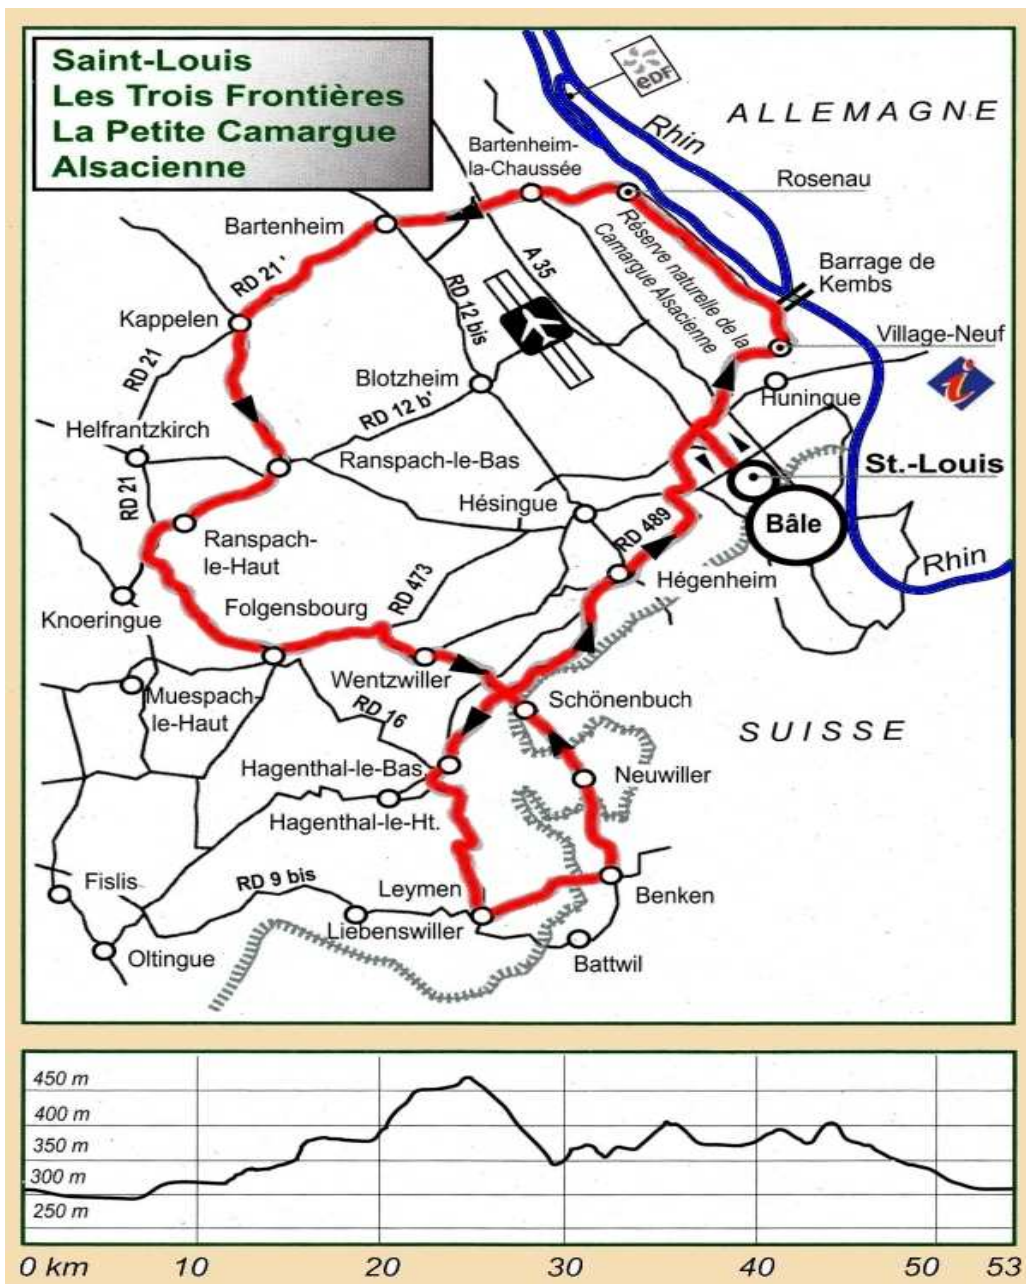 Saint-Louis
Les Trois Frontières
La Petite Camargue
Alsacienne
eDF
ALLEMAGNE
Rhin
Bartenheim-
la-Chaussée
Rosenau
Bartenheim
Réserve naturelle de la
Camargue Alsacienne
A 35
RD 21'
RD 12 bis
Barrage de
Kembs
Kappelen
Village-Neuf
i
RD 21
Blotzheim
RD 12 b'
Huningue
Helfrantzkirch
Ranspach-le-Bas
St.-Louis
RD 21
Hésingue
Bâle
Ranspach-
le-Haut
RD 489
Rhin
Hégenheim
RD 473
Knoeringue
Folgensbourg
Wentzwiller
Muespach-
le-Haut
RD 16
Schönenbuch
SUISSE
Hagenthal-le-Bas
Neuwiller
Hagenthal-le-Ht.
Fislis
RD 9 bis
Leymen
Benken
Liebenswiller
Oltingue
Battwil
450 m
400 m
350 m
300 m
250 m
0 km 10 20 30 40 50 53